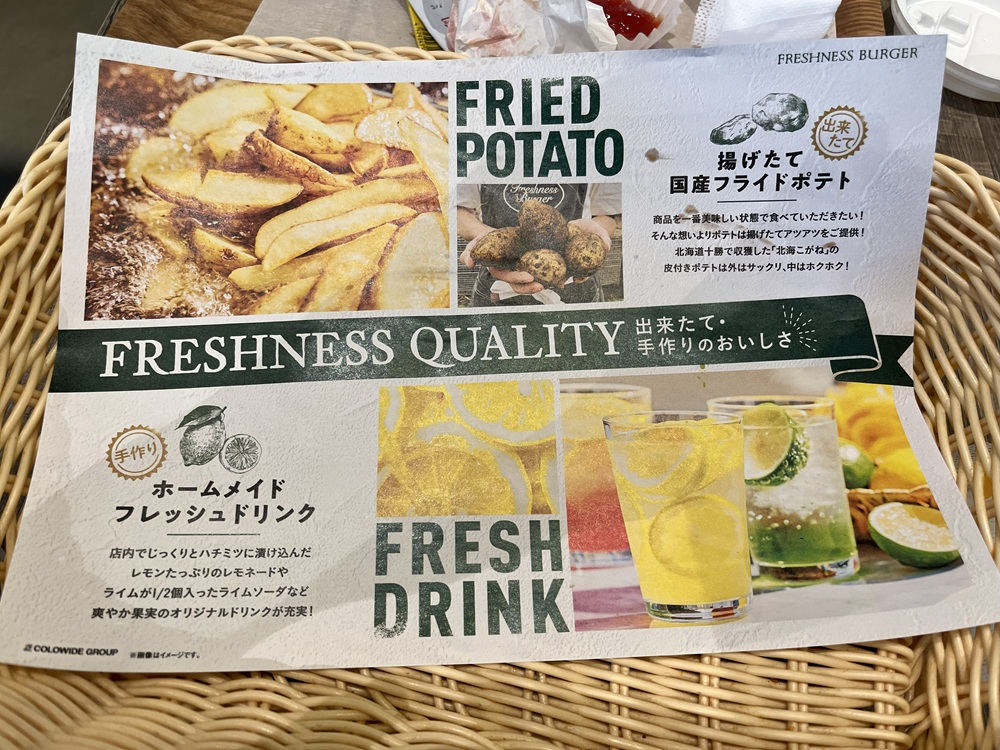 FRESHNESS BURGER
FRIED
POTATO
Freshness
Burger
出来
たて
揚げたて
国産フライドポテト
商品を一番美味しい状態で食べていただきたい!
そんな想いよりポテトは揚げたてアツアツをご提供!
北海道十勝で収穫した「北海こがね」の
皮付きポテトは外はサックリ、中はホクホク!
FRESHNESS QUALITY
出来たて・
手作りのおいしさ
手作り
ホームメイド
フレッシュドリンク
店内でじっくりとハチミツに漬け込んだ
レモンたっぷりのレモネードや
ライムが1/2個入ったライムソーダなど
爽やか果実のオリジナルドリンクが充実!
FRESH
DRINK
COLOWIDE GROUP
※画像はイメージです。